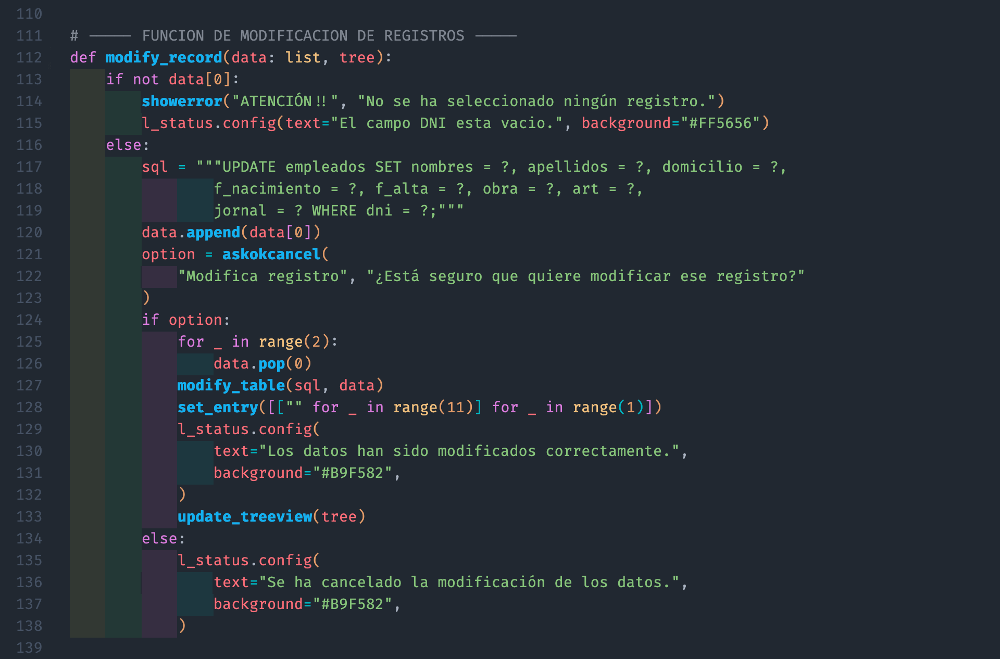 110
111 # ----- FUNCION DE MODIFICACION DE REGISTROS -----
112 def modify_record(data: list, tree):
113     if not data[0]:
114         showerror("ATENCIÓN!!", "No se ha seleccionado ningún registro.")
115         l_status.config(text="El campo DNI esta vacio.", background="#FF5656")
116     else:
117         sql = """UPDATE empleados SET nombres = ?, apellidos = ?, domicilio = ?,
118                 f_nacimiento = ?, f_alta = ?, obra = ?, art = ?,
119                 jornal = ? WHERE dni = ?;"""
120         data.append(data[0])
121         option = askokcancel(
122             "Modifica registro", "¿Está seguro que quiere modificar ese registro?"
123         )
124         if option:
125             for _ in range(2):
126                 data.pop(0)
127             modify_table(sql, data)
128             set_entry([["" for _ in range(11)] for _ in range(1)])
129             l_status.config(
130                 text="Los datos han sido modificados correctamente.",
131                 background="#B9F582",
132             )
133             update_treeview(tree)
134         else:
135             l_status.config(
136                 text="Se ha cancelado la modificación de los datos.",
137                 background="#B9F582",
138             )
139